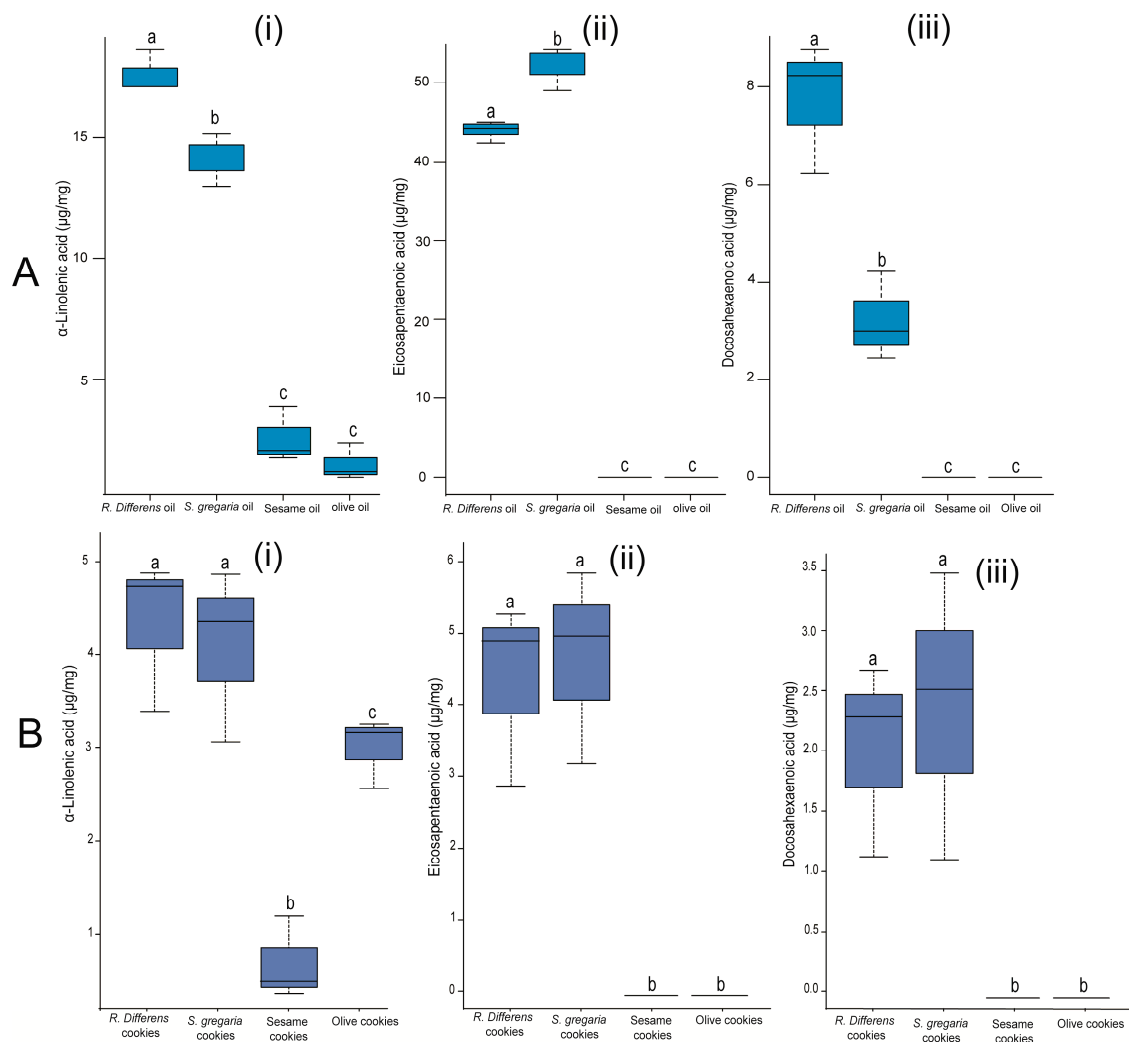 A
(i)
α-Linolenic acid (µg/mg)
15
10
5
a
b
c
c
R. Differens oil
S. gregaria oil
Sesame oil
olive oil
(ii)
Eicosapentaenoic acid (µg/mg)
50
40
30
20
10
0
a
b
c
c
R. Differens oil
S. gregaria oil
Sesame oil
olive oil
(iii)
Docosahexaenoic acid (µg/mg)
8
6
4
2
0
a
b
c
c
R. Differens oil
S. gregaria oil
Sesame oil
Olive oil
B
(i)
α-Linolenic acid (µg/mg)
5
4
3
2
1
a
a
b
c
R. Differens
cookies
S. gregaria
cookies
Sesame
cookies
Olive cookies
(ii)
Eicosapentaenoic acid (µg/mg)
6
5
4
3
2
1
0
a
a
b
b
R. Differens
cookies
S. gregaria
cookies
Sesame
cookies
Olive cookies
(iii)
Docosahexaenoic acid (µg/mg)
3.5
3.0
2.5
2.0
1.5
1.0
0.5
0.0
a
a
b
b
R. Differens
cookies
S. gregaria
cookies
Sesame
cookies
Olive cookies